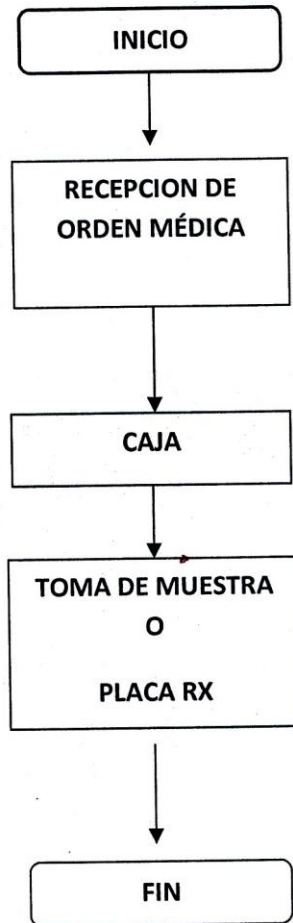 INICIO
RECEPCION DE
ORDEN MÉDICA
CAJA
TOMA DE MUESTRA
O
PLACA RX
FIN